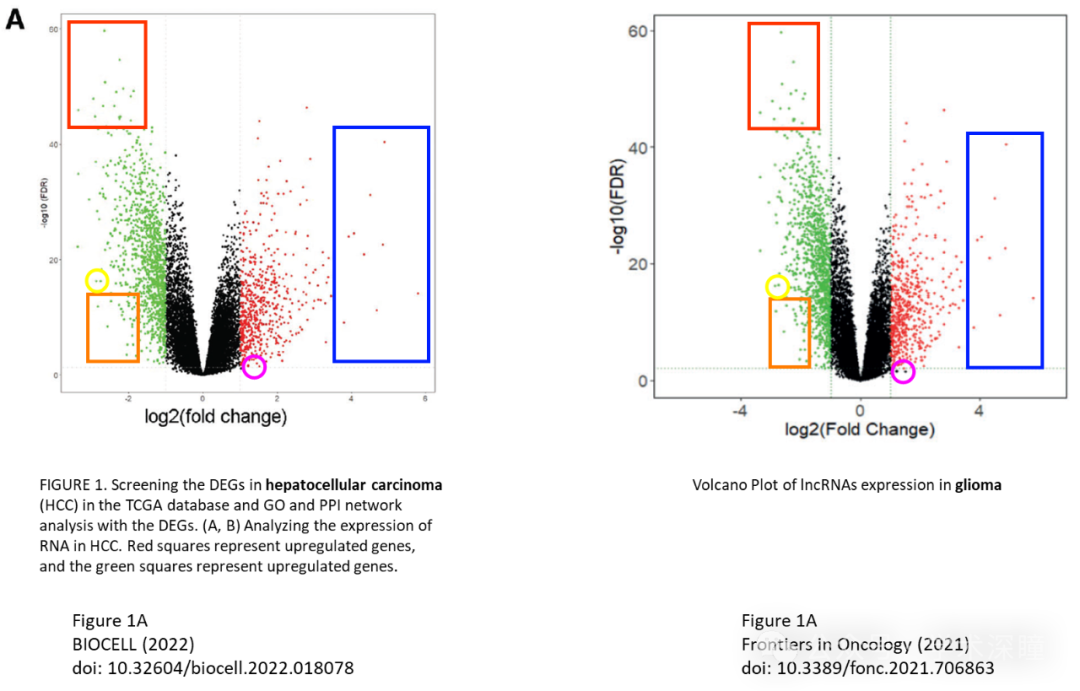 A
60
40
20
0
-log10 (FDR)
-2
0
2
4
6
log2(fold change)
60
40
20
0
-log10(FDR)
-4
0
4
log2(Fold Change)
FIGURE 1. Screening the DEGs in hepatocellular carcinoma
(HCC) in the TCGA database and GO and PPI network
analysis with the DEGs. (A, B) Analyzing the expression of
RNA in HCC. Red squares represent upregulated genes,
and the green squares represent upregulated genes.
Volcano Plot of lncRNAs expression in glioma
Figure 1A
BIOCELL (2022)
doi: 10.32604/biocell.2022.018078
Figure 1A
Frontiers in Oncology (2021)
doi: 10.3389/fonc.2021.706863